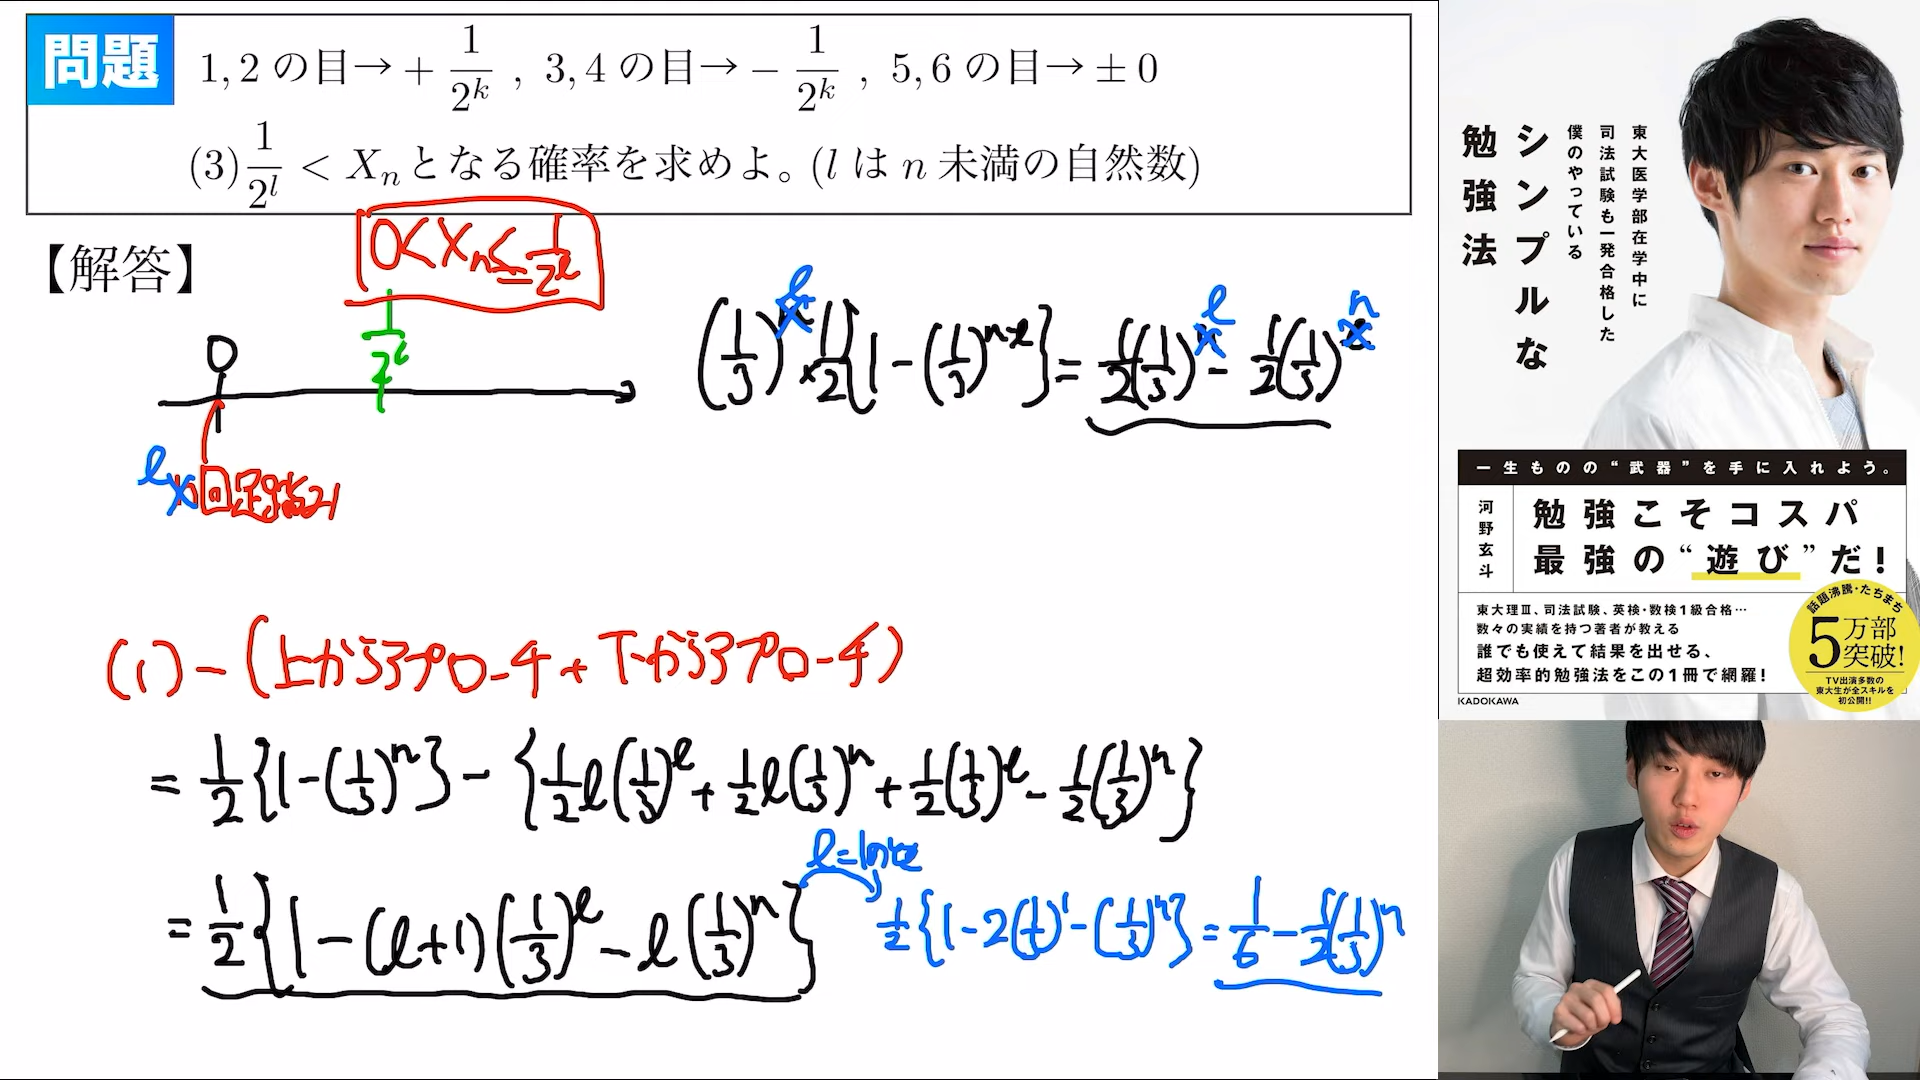 問題
1, 2 の目→ + 1/2^k , 3, 4 の目→ − 1/2^k , 5, 6 の目→ ± 0
(3) 1/2^l < X_n となる確率を求めよ。(l は n 未満の自然数)
【解答】
0 < X_n ≤ 1/2^l
0
1/2^l
l
回足踏み
(1/3)^l × 1/2{1 − (1/3)^{n-l}} = 1/2(1/3)^l − 1/2(1/3)^n
(1) − (上からアプローチ + 下からアプローチ)
= 1/2{1 − (1/3)^n} − {1/2 l(1/3)^l + 1/2 l(1/3)^n + 1/2(1/3)^l − 1/2(1/3)^n}
= 1/2{1 − (l+1)(1/3)^l − l(1/3)^n}
1/2{1 − 2(1/3)^1 − (1/3)^n} = 1/6 − 1/2(1/3)^n
東大医学部在学中に
司法試験も一発合格した
僕のやっている
シンプルな
勉強法
一生ものの“武器”を手に入れよう。
河野玄斗
勉強こそコスパ
最強の“遊び”だ!
東大理Ⅲ、司法試験、英検・数検1級合格…
数々の実績を持つ著者が教える
誰でも使えて結果を出せる、
超効率的勉強法をこの1冊で網羅!
話題沸騰・たちまち
5万部
突破!
TV出演多数の
東大生が全スキルを
初公開!!
KADOKAWA